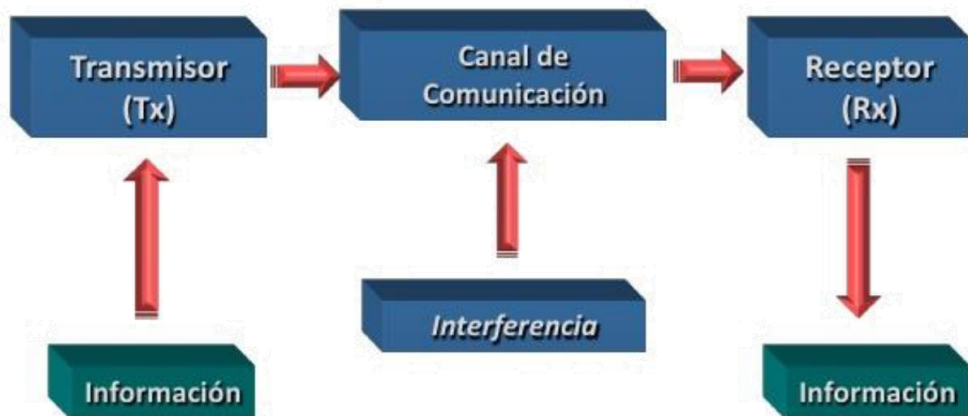 Transmisor
(Tx)
Canal de
Comunicación
Receptor
(Rx)
Interferencia
Información
Información